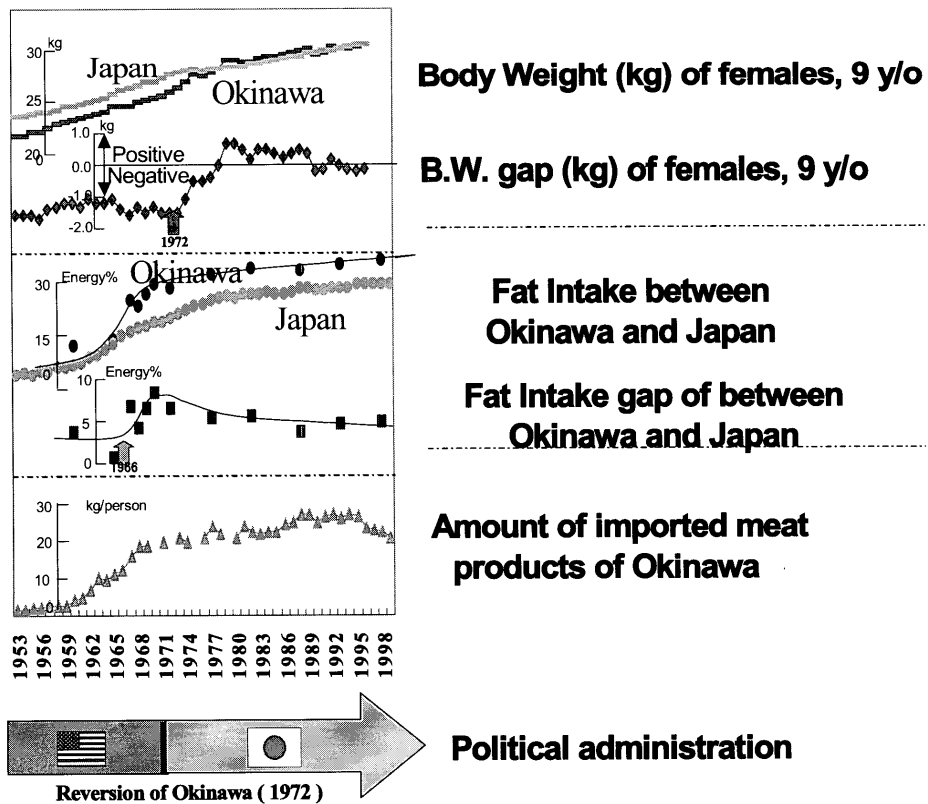 kg
30
25
20
0
Japan
Okinawa
Body Weight (kg) of females, 9 y/o
kg
1.0
0.0
-1.0
-2.0
Positive
Negative
1972
B.W. gap (kg) of females, 9 y/o
Energy%
30
15
0
Okinawa
Japan
Fat Intake between
Okinawa and Japan
Energy%
10
5
0
1966
Fat Intake gap of between
Okinawa and Japan
kg/person
30
20
10
0
Amount of imported meat
products of Okinawa
1953 1956 1959 1962 1965 1968 1971 1974 1977 1980 1983 1986 1989 1992 1995 1998
Political administration
Reversion of Okinawa ( 1972 )